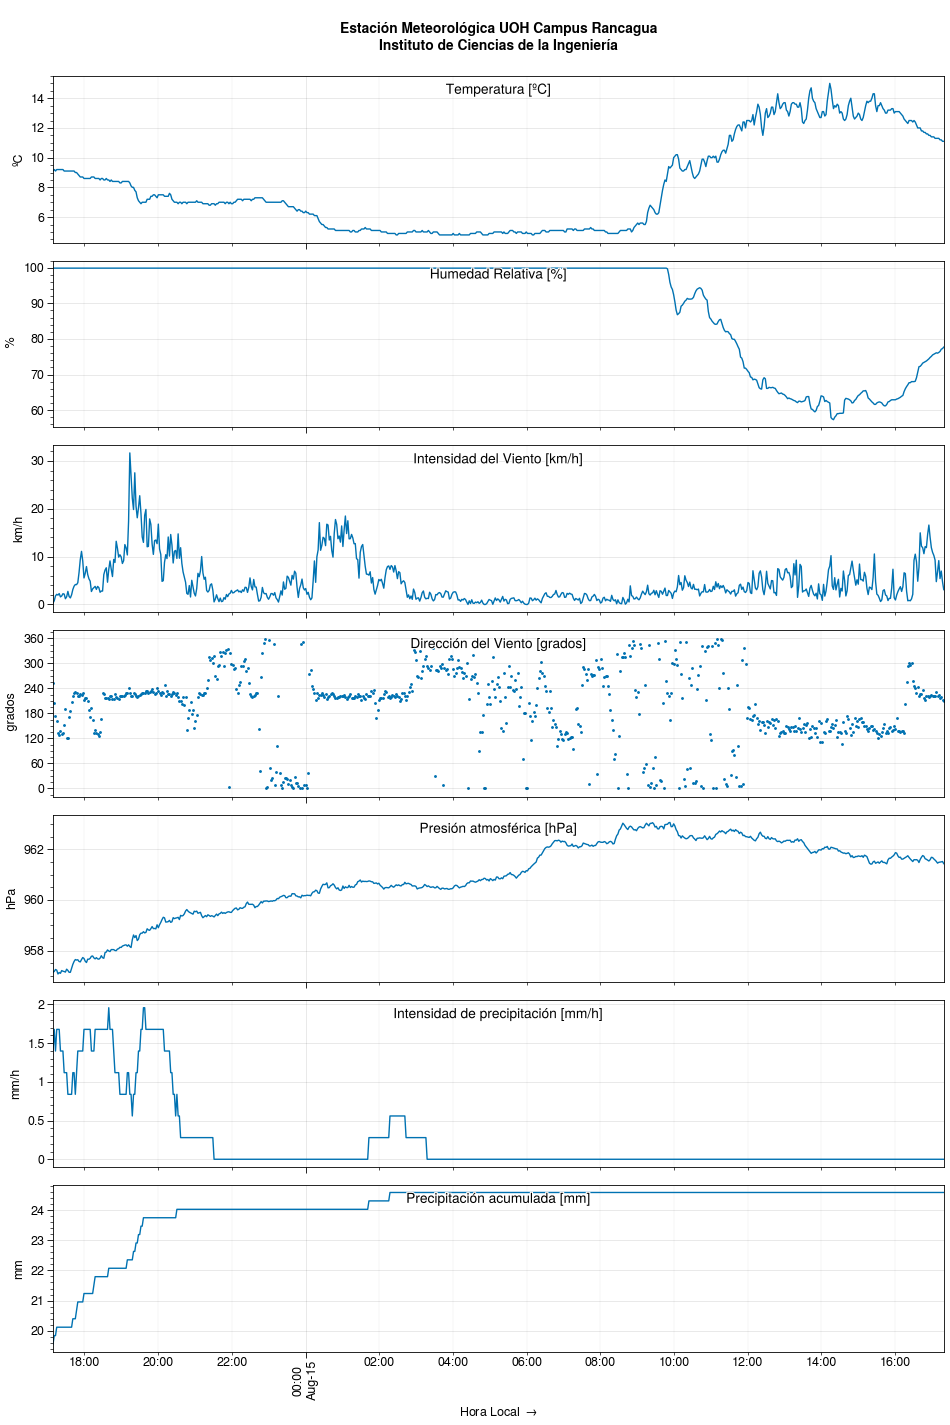 Estación Meteorológica UOH Campus Rancagua
Instituto de Ciencias de la Ingeniería
Temperatura [ºC]
14
12
10
8
6
ºC
Humedad Relativa [%]
100
90
80
70
60
%
Intensidad del Viento [km/h]
30
20
10
0
km/h
Dirección del Viento [grados]
360
300
240
180
120
60
0
grados
Presión atmosférica [hPa]
962
960
958
hPa
Intensidad de precipitación [mm/h]
2
1.5
1
0.5
0
mm/h
Precipitación acumulada [mm]
24
23
22
21
20
mm
18:00 20:00 22:00 00:00 02:00 04:00 06:00 08:00 10:00 12:00 14:00 16:00
Aug-15
Hora Local →